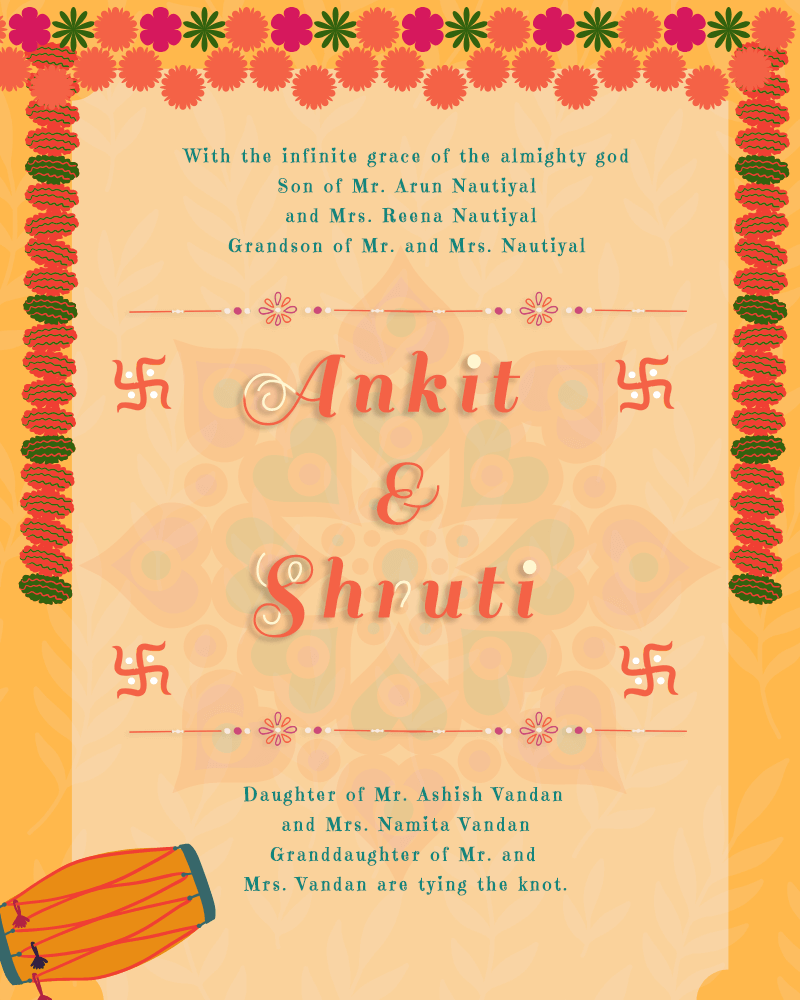 With the infinite grace of the almighty god
Son of Mr. Arun Nautiyal
and Mrs. Reena Nautiyal
Grandson of Mr. and Mrs. Nautiyal
Ankit
&
Shruti
Daughter of Mr. Ashish Vandan
and Mrs. Namita Vandan
Granddaughter of Mr. and
Mrs. Vandan are tying the knot.